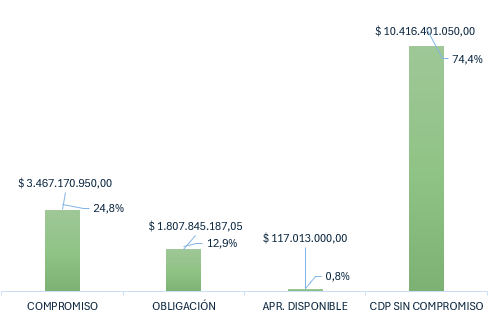 $ 10.416.401.050,00
74,4%
$ 3.467.170.950,00
24,8%
$ 1.807.845.187,05
12,9%
$ 117.013.000,00
0,8%
COMPROMISO
OBLIGACIÓN
APR. DISPONIBLE
CDP SIN COMPROMISO